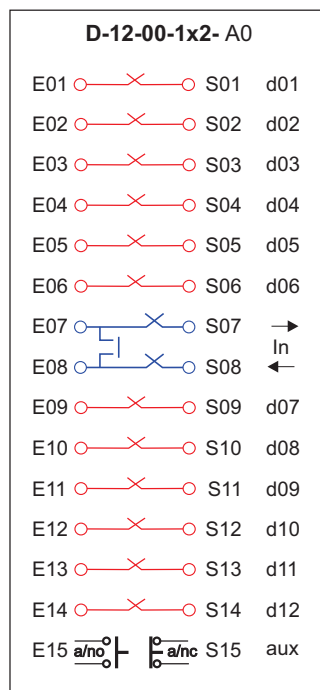 D-12-00-1x2- A0
E01 S01 d01
E02 S02 d02
E03 S03 d03
E04 S04 d04
E05 S05 d05
E06 S06 d06
E07 S07 →
In
E08 S08 ←
E09 S09 d07
E10 S10 d08
E11 S11 d09
E12 S12 d10
E13 S13 d11
E14 S14 d12
E15 a/no a/nc S15 aux